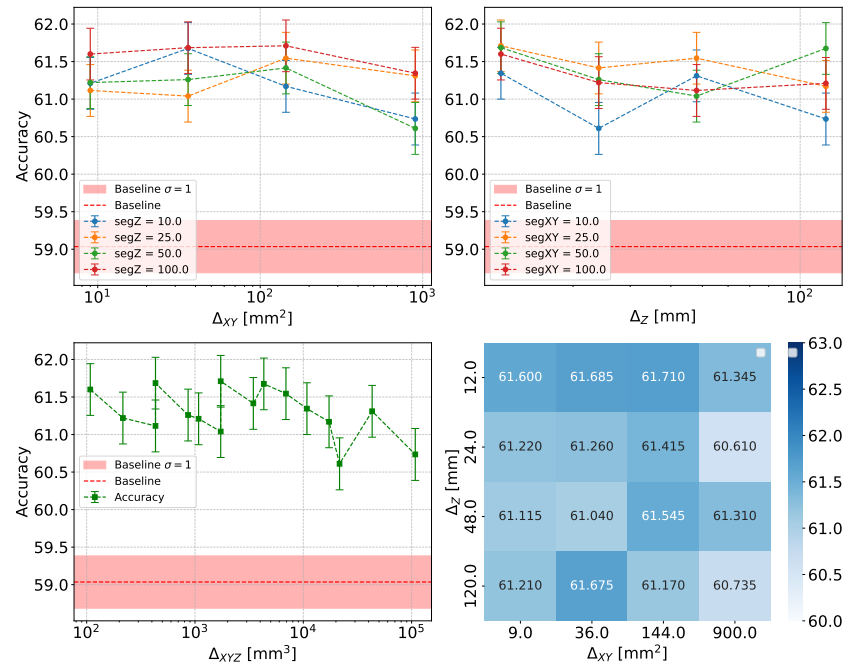 62.0
61.5
61.0
60.5
60.0
59.5
59.0
Accuracy
Baseline σ = 1
Baseline
segZ = 10.0
segZ = 25.0
segZ = 50.0
segZ = 100.0
10¹ 10² 10³
Δ_XY [mm²]
62.0
61.5
61.0
60.5
60.0
59.5
59.0
Baseline σ = 1
Baseline
segXY = 10.0
segXY = 25.0
segXY = 50.0
segXY = 100.0
10²
Δ_Z [mm]
62.0
61.5
61.0
60.5
60.0
59.5
59.0
Accuracy
Baseline σ = 1
Baseline
Accuracy
10² 10³ 10⁴ 10⁵
Δ_XYZ [mm³]
Δ_Z [mm]
12.0 61.600 61.685 61.710 61.345
24.0 61.220 61.260 61.415 60.610
48.0 61.115 61.040 61.545 61.310
120.0 61.210 61.675 61.170 60.735
9.0 36.0 144.0 900.0
Δ_XY [mm²]
63.0
62.5
62.0
61.5
61.0
60.5
60.0